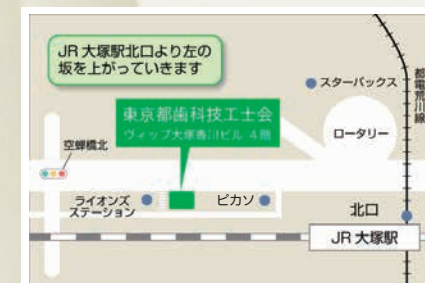 JR 大塚駅北口より左の
坂を上がっていきます
スターバックス
都電荒川線
東京都歯科技工士会
ヴィップ大塚香川ビル 4階
ロータリー
空蝉橋北
ライオンズ
ステーション
ピカソ
北口
JR 大塚駅